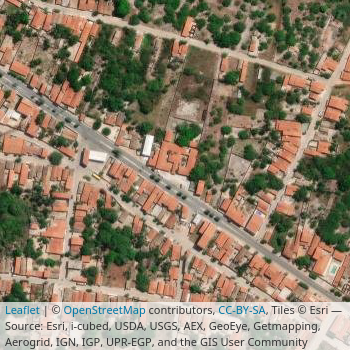 Leaflet | © OpenStreetMap contributors, CC-BY-SA, Tiles © Esri —
Source: Esri, i-cubed, USDA, USGS, AEX, GeoEye, Getmapping,
Aerogrid, IGN, IGP, UPR-EGP, and the GIS User Community